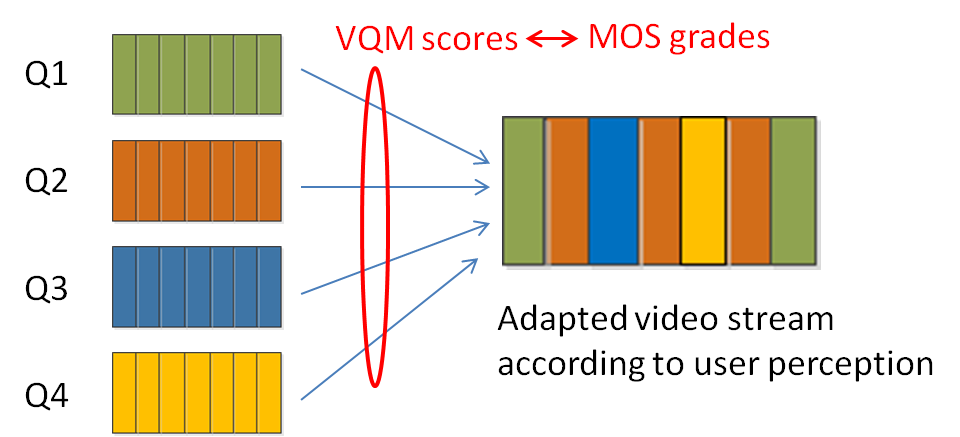 VQM scores ↔ MOS grades
Q1
Q2
Q3
Q4
Adapted video stream
according to user perception